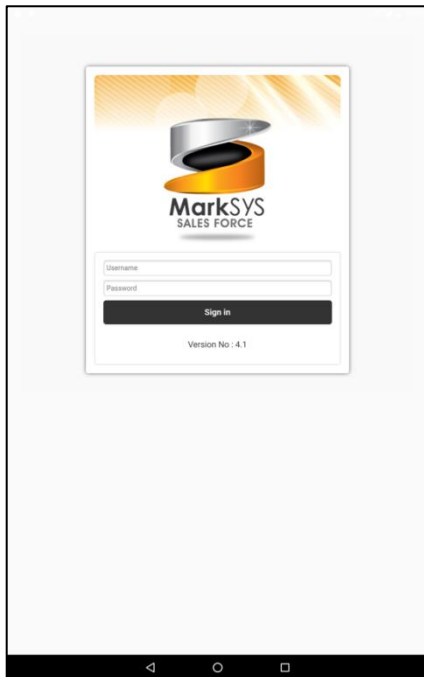 MarkSYS
SALES FORCE
Username
Password
Sign in
Version No : 4.1